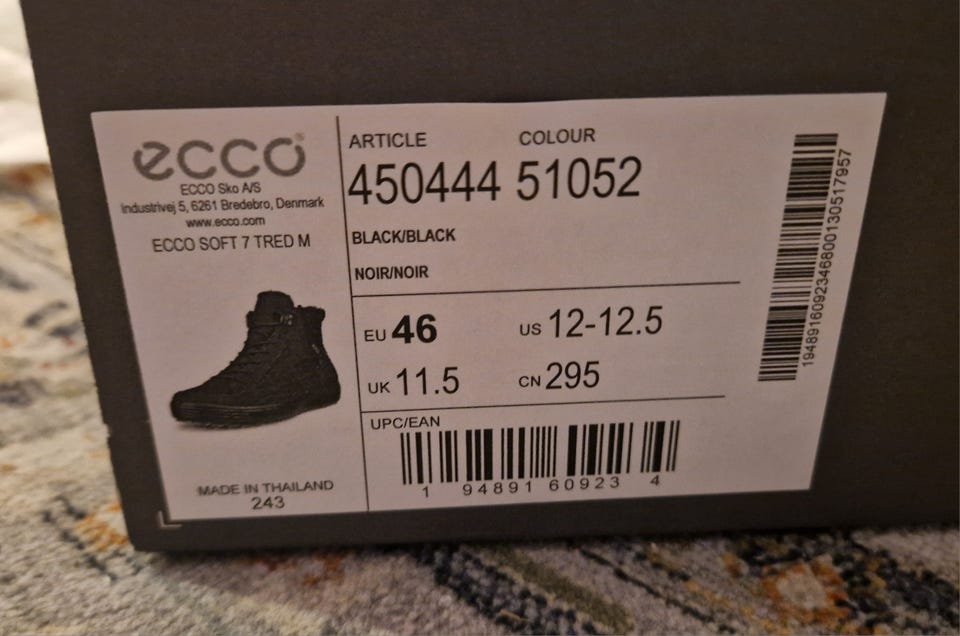 ecco
ECCO Sko A/S
Industrivej 5, 6261 Bredebro, Denmark
www.ecco.com
ECCO SOFT 7 TRED M
MADE IN THAILAND
243
ARTICLE COLOUR
450444 51052
BLACK/BLACK
NOIR/NOIR
EU 46 US 12-12.5
UK 11.5 CN 295
UPC/EAN
1 94891 60923 4
1948916092346800130517957